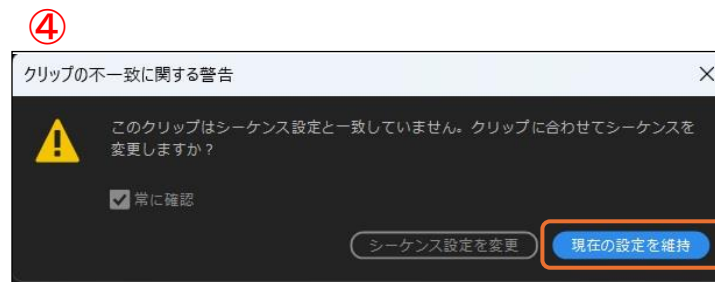 ④
クリップの不一致に関する警告
このクリップはシーケンス設定と一致していません。クリップに合わせてシーケンスを
変更しますか？
常に確認
シーケンス設定を変更
現在の設定を維持